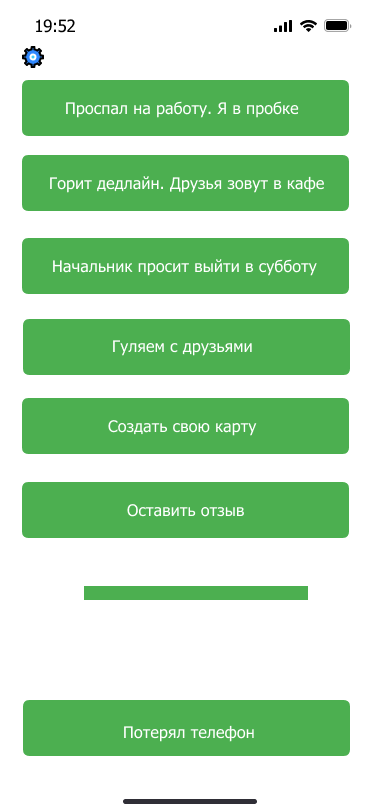 19:52
Проспал на работу. Я в пробке
Горит дедлайн. Друзья зовут в кафе
Начальник просит выйти в субботу
Гуляем с друзьями
Создать свою карту
Оставить отзыв
Потерял телефон